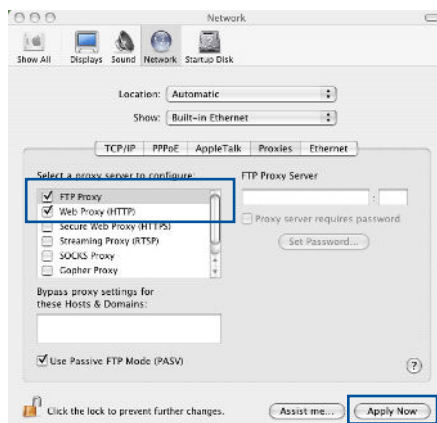 Network
Show All Displays Sound Network Startup Disk
Location: Automatic
Show: Built-in Ethernet
TCP/IP PPPoE AppleTalk Proxies Ethernet
Select a proxy server to configure:
FTP Proxy Server
FTP Proxy
Web Proxy (HTTP)
:
Secure Web Proxy (HTTPS)
Proxy server requires password
Streaming Proxy (RTSP)
Set Password...
SOCKS Proxy
Gopher Proxy
Bypass proxy settings for
these Hosts & Domains:
Use Passive FTP Mode (PASV)
?
Click the lock to prevent further changes.
Assist me...
Apply Now